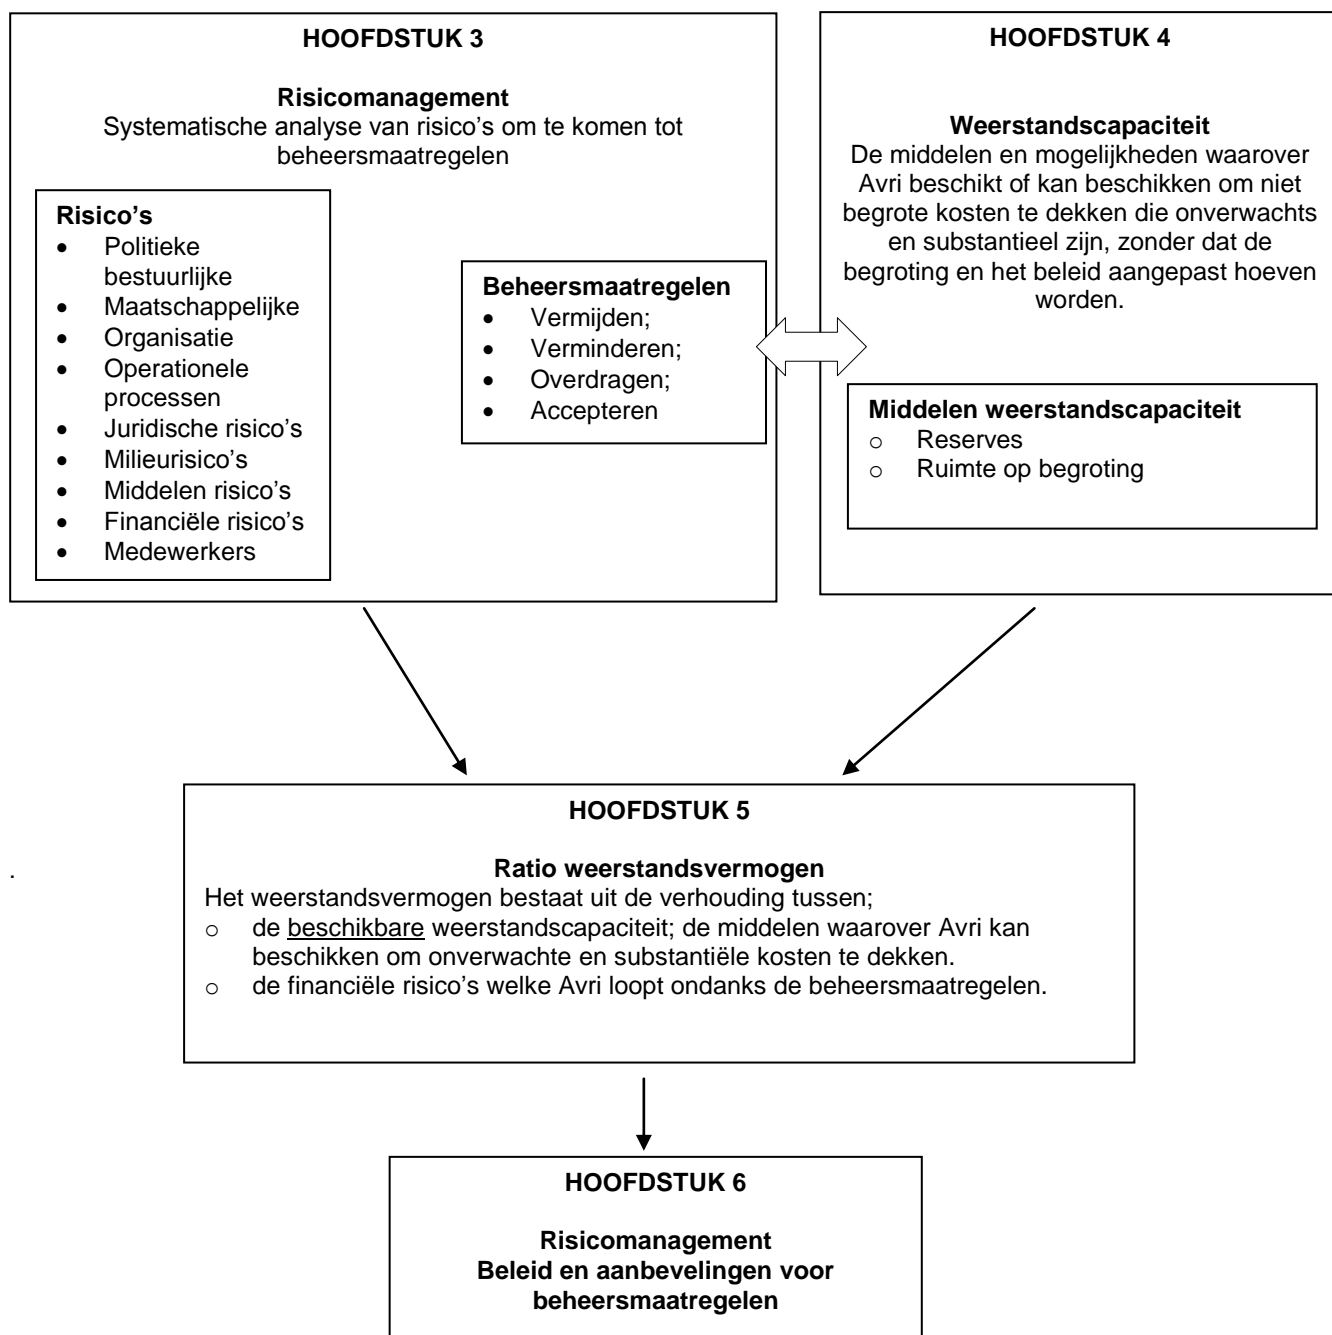 HOOFDSTUK 3
Risicomanagement
Systematische analyse van risico's om te komen tot
beheersmaatregelen
Risico's
• Politieke
bestuurlijke
• Maatschappelijke
• Organisatie
• Operationele
processen
• Juridische risico's
• Milieurisico's
• Middelen risico's
• Financiële risico's
• Medewerkers
Beheersmaatregelen
• Vermijden;
• Verminderen;
• Overdragen;
• Accepteren
HOOFDSTUK 4
Weerstandscapaciteit
De middelen en mogelijkheden waarover
Avri beschikt of kan beschikken om niet
begrote kosten te dekken die onverwachts
en substantieel zijn, zonder dat de
begroting en het beleid aangepast hoeven
worden.
Middelen weerstandscapaciteit
o Reserves
o Ruimte op begroting
HOOFDSTUK 5
Ratio weerstandsvermogen
.
Het weerstandsvermogen bestaat uit de verhouding tussen;
o de beschikbare weerstandscapaciteit; de middelen waarover Avri kan
beschikken om onverwachte en substantiële kosten te dekken.
o de financiële risico's welke Avri loopt ondanks de beheersmaatregelen.
HOOFDSTUK 6
Risicomanagement
Beleid en aanbevelingen voor
beheersmaatregelen